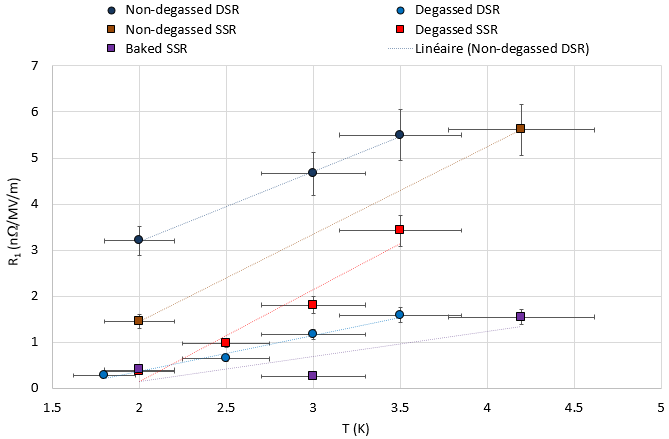 Non-degassed DSR
Degassed DSR
Non-degassed SSR
Degassed SSR
Baked SSR
Linéaire (Non-degassed DSR)
7
6
5
4
3
2
1
0
R₁ (nΩ/MV/m)
1.5 2 2.5 3 3.5 4 4.5 5
T (K)